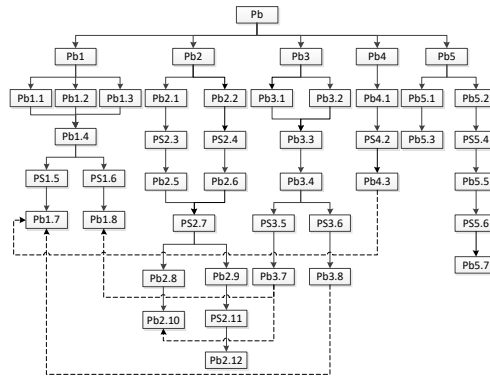 Pb
Pb1 Pb2 Pb3 Pb4 Pb5
Pb1.1 Pb1.2 Pb1.3 Pb2.1 Pb2.2 Pb3.1 Pb3.2 Pb4.1 Pb5.1 Pb5.2
Pb1.4 PS2.3 PS2.4 Pb3.3 PS4.2 Pb5.3 PS5.4
PS1.5 PS1.6 Pb2.5 Pb2.6 Pb3.4 Pb4.3 Pb5.5
Pb1.7 Pb1.8 PS2.7 PS3.5 PS3.6 PS5.6
Pb2.8 Pb2.9 Pb3.7 Pb3.8 Pb5.7
Pb2.10 PS2.11
Pb2.12